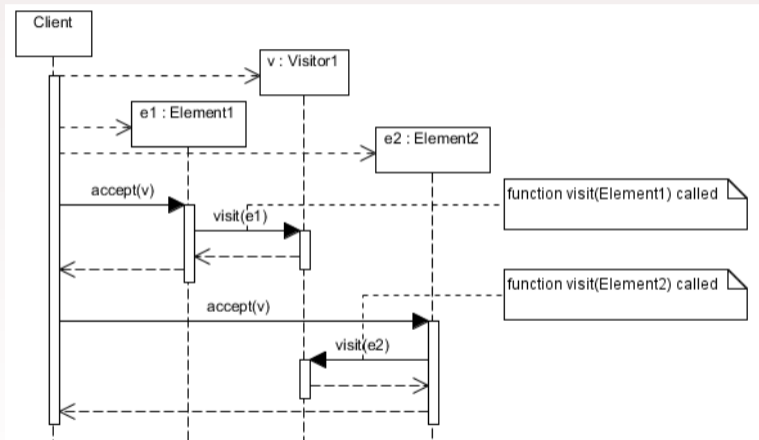 Client
v : Visitor1
e1 : Element1
e2 : Element2
accept(v)
function visit(Element1) called
visit(e1)
function visit(Element2) called
accept(v)
visit(e2)